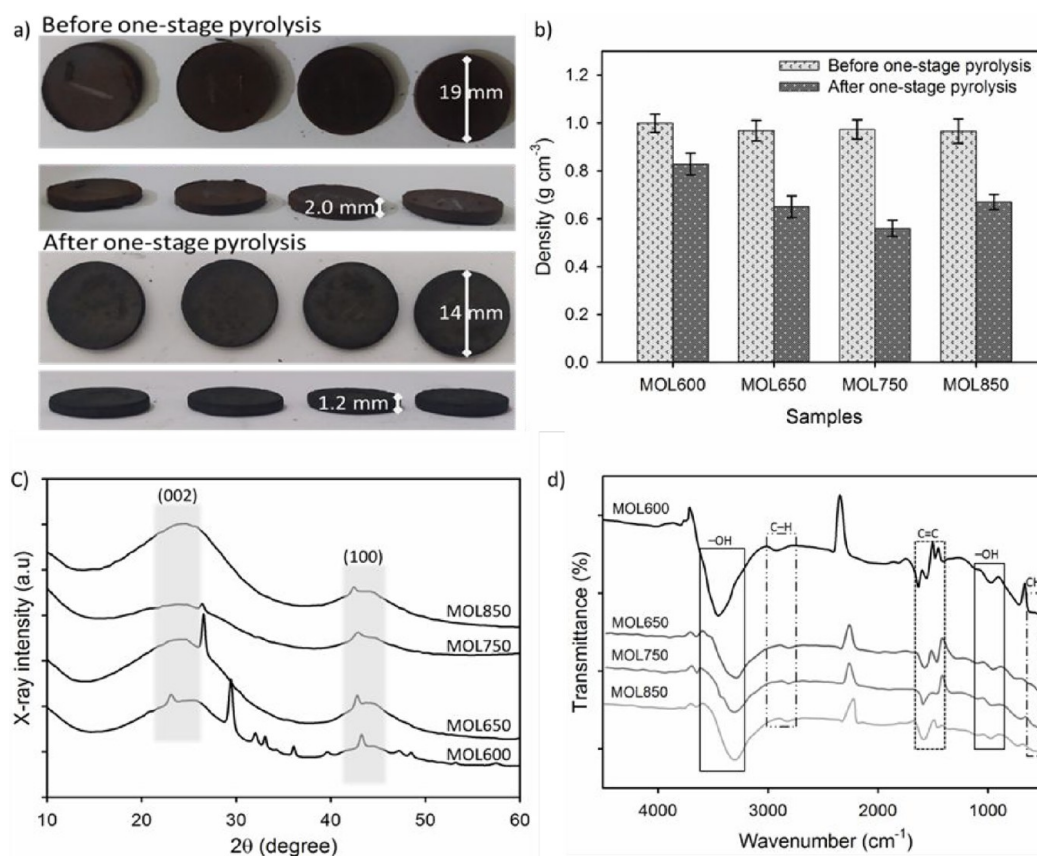 a)
Before one-stage pyrolysis
19 mm
2.0 mm
After one-stage pyrolysis
14 mm
1.2 mm
b)
Before one-stage pyrolysis
After one-stage pyrolysis
1.2
1.0
0.8
0.6
0.4
0.2
0.0
Density (g cm⁻³)
MOL600 MOL650 MOL750 MOL850
Samples
C)
(002)
(100)
MOL850
MOL750
MOL650
MOL600
X-ray intensity (a.u)
10 20 30 40 50 60
2θ (degree)
d)
MOL600
–OH
C–H
C=C
–OH
CH
MOL650
MOL750
MOL850
Transmittance (%)
4000 3000 2000 1000
Wavenumber (cm⁻¹)